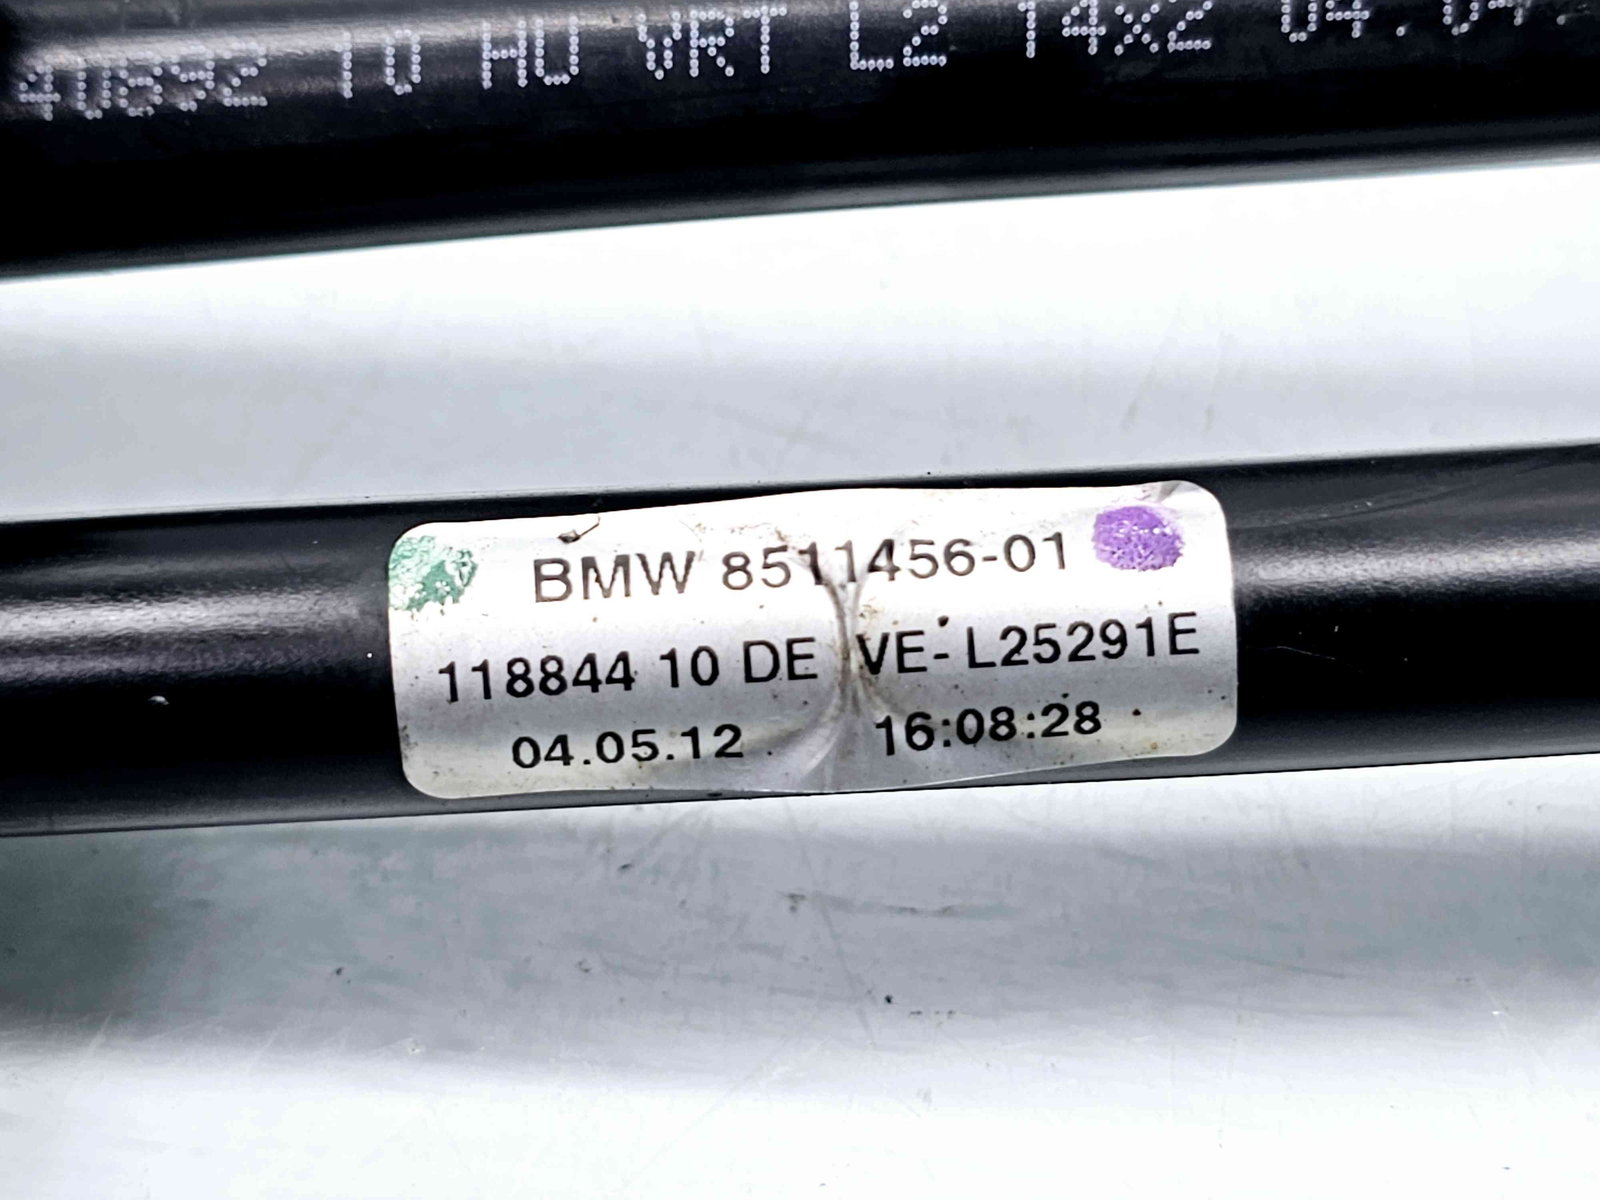 10 HU VRT L2 14x2 04.04.
BMW 8511456-01
118844 10 DE VE- L25291E
04.05.12 16:08:28